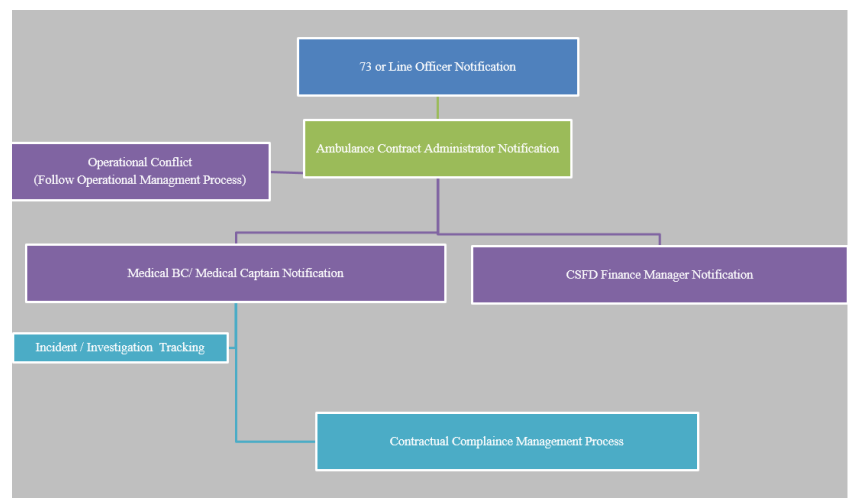 73 or Line Officer Notification
Ambulance Contract Administrator Notification
Operational Conflict
(Follow Operational Managment Process)
Medical BC/ Medical Captain Notification
CSFD Finance Manager Notification
Incident / Investigation Tracking
Contractual Complaince Management Process